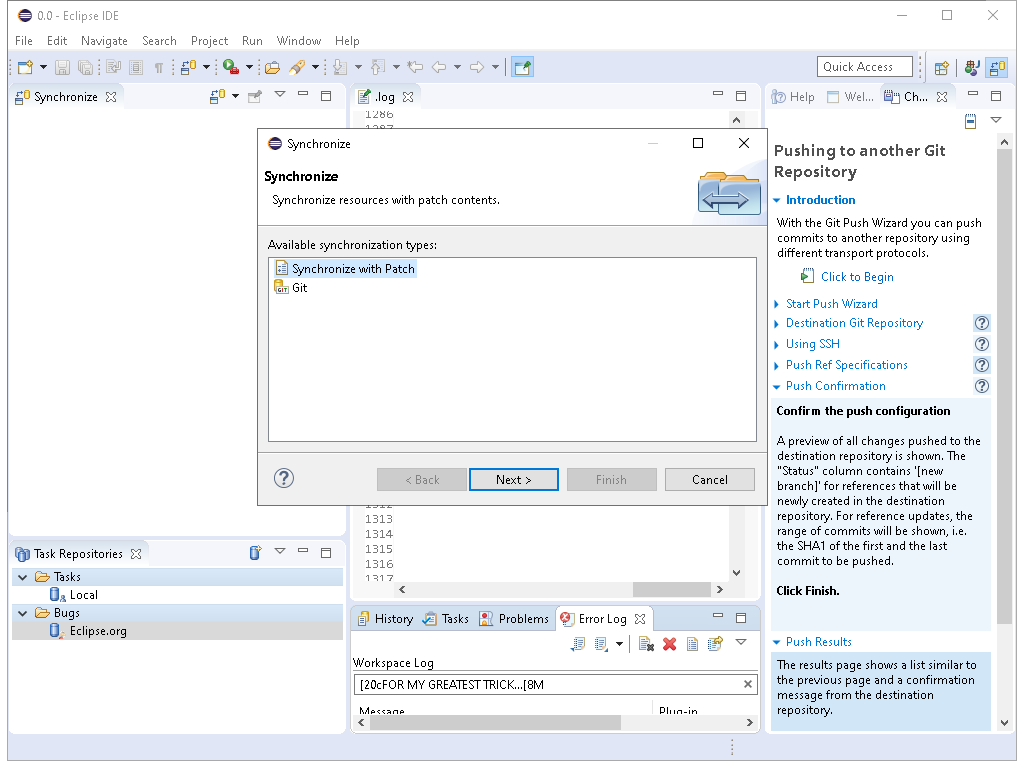 0.0 - Eclipse IDE
File Edit Navigate Search Project Run Window Help
Quick Access
Synchronize
.log
1286
1287
Synchronize
Synchronize
Synchronize resources with patch contents.
Available synchronization types:
Synchronize with Patch
GIT Git
< Back Next > Finish Cancel
1312
1313
1314
1315
1316
1317
Task Repositories
Tasks
Local
Bugs
Eclipse.org
History Tasks Problems Error Log
Workspace Log
[20cFOR MY GREATEST TRICK...[8M
Message Plug-in
Help Wel... Ch...
Pushing to another Git
Repository
Introduction
With the Git Push Wizard you can push
commits to another repository using
different transport protocols.
Click to Begin
Start Push Wizard
Destination Git Repository
Using SSH
Push Ref Specifications
Push Confirmation
Confirm the push configuration
A preview of all changes pushed to the
destination repository is shown. The
"Status" column contains '[new
branch]' for references that will be
newly created in the destination
repository. For reference updates, the
range of commits will be shown, i.e.
the SHA1 of the first and the last
commit to be pushed.
Click Finish.
Push Results
The results page shows a list similar to
the previous page and a confirmation
message from the destination
repository.